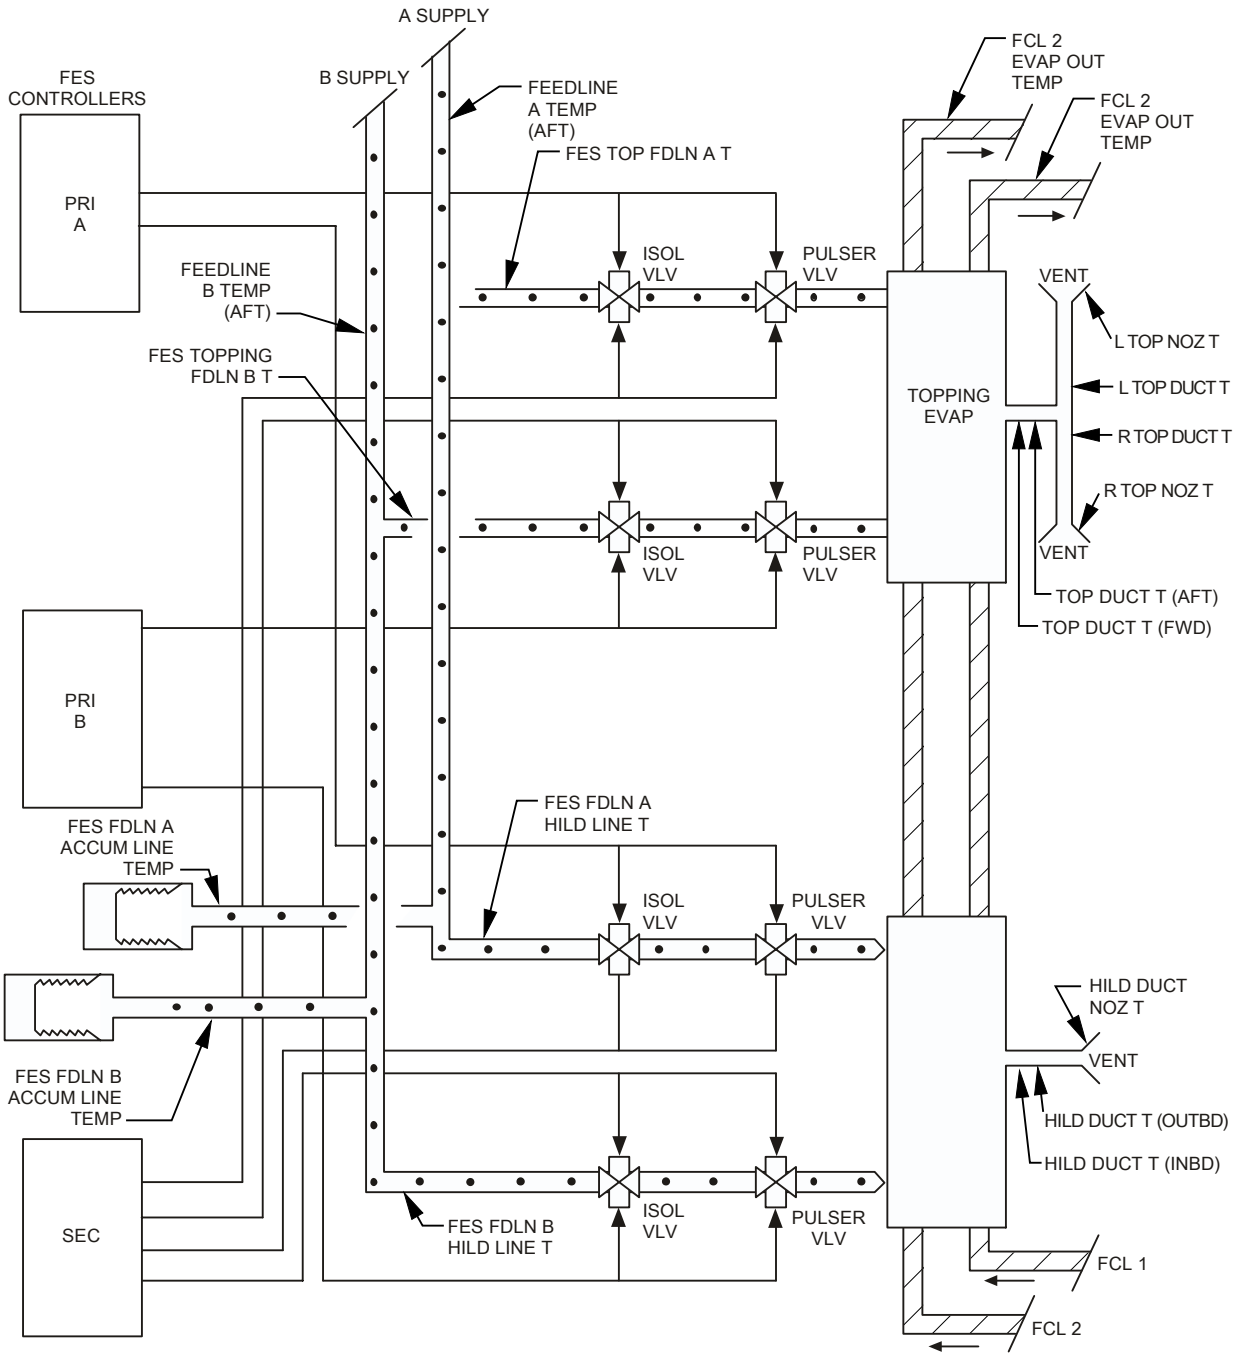 A SUPPLY
B SUPPLY
FES
CONTROLLERS
PRI
A
FEEDLINE
A TEMP
(AFT)
FES TOP FDLN A T
FCL 2
EVAP OUT
TEMP
FCL 2
EVAP OUT
TEMP
FEEDLINE
B TEMP
(AFT)
ISOL
VLV
PULSER
VLV
VENT
L TOP NOZ T
FES TOPPING
FDLN B T
TOPPING
EVAP
L TOP DUCT T
R TOP DUCT T
R TOP NOZ T
ISOL
VLV
PULSER
VLV
VENT
TOP DUCT T (AFT)
TOP DUCT T (FWD)
PRI
B
FES FDLN A
HILD LINE T
FES FDLN A
ACCUM LINE
TEMP
ISOL
VLV
PULSER
VLV
HILD DUCT
NOZ T
VENT
FES FDLN B
ACCUM LINE
TEMP
HILD DUCT T (OUTBD)
HILD DUCT T (INBD)
SEC
FES FDLN B
HILD LINE T
ISOL
VLV
PULSER
VLV
FCL 1
FCL 2